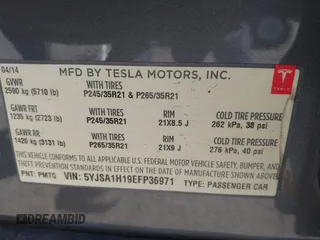 04/14
MFD BY TESLA MOTORS, INC.
TESLA
GVWR
2590 kg (5710 lb)
WITH TIRES
P245/35R21 AND P265/35R21
GAWR FRT
1235 kg (2723 lb)
WITH TIRES
P245/35R21
RIM
21X8.5 J
COLD TIRE PRESSURE
262 kPa, 38 psi
GAWR RR
1420 kg (3131 lb)
WITH TIRES
P265/35R21
RIM
21X9 J
COLD TIRE PRESSURE
276 kPa, 40 psi
THIS VEHICLE CONFORMS TO ALL APPLICABLE
U.S. FEDERAL MOTOR VEHICLE SAFETY, BUMPER, AND
THEFT PREVENTION STANDARDS IN EFFECT ON THE
DATE OF MANUFACTURE SHOWN ABOVE.
PNT: PMTG VIN: 5YJSA1H19EFP36971 TYPE: PASSENGER CAR
DREAMBID